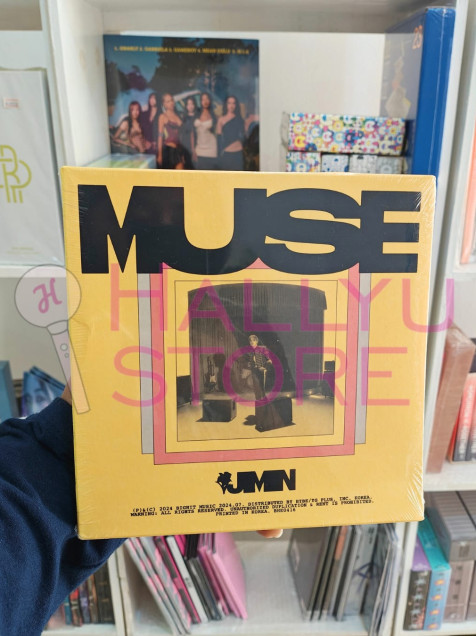 MUSE
HALLYU
STORE
H
JIMIN
(P)&(C) 2024 BIGHIT MUSIC 2024.07. DISTRIBUTED BY YG PLUS, INC. KOREA.
WARNING: ALL RIGHTS RESERVED. UNAUTHORIZED DUPLICATION & RENT IS PROHIBITED.
PRINTED IN KOREA.